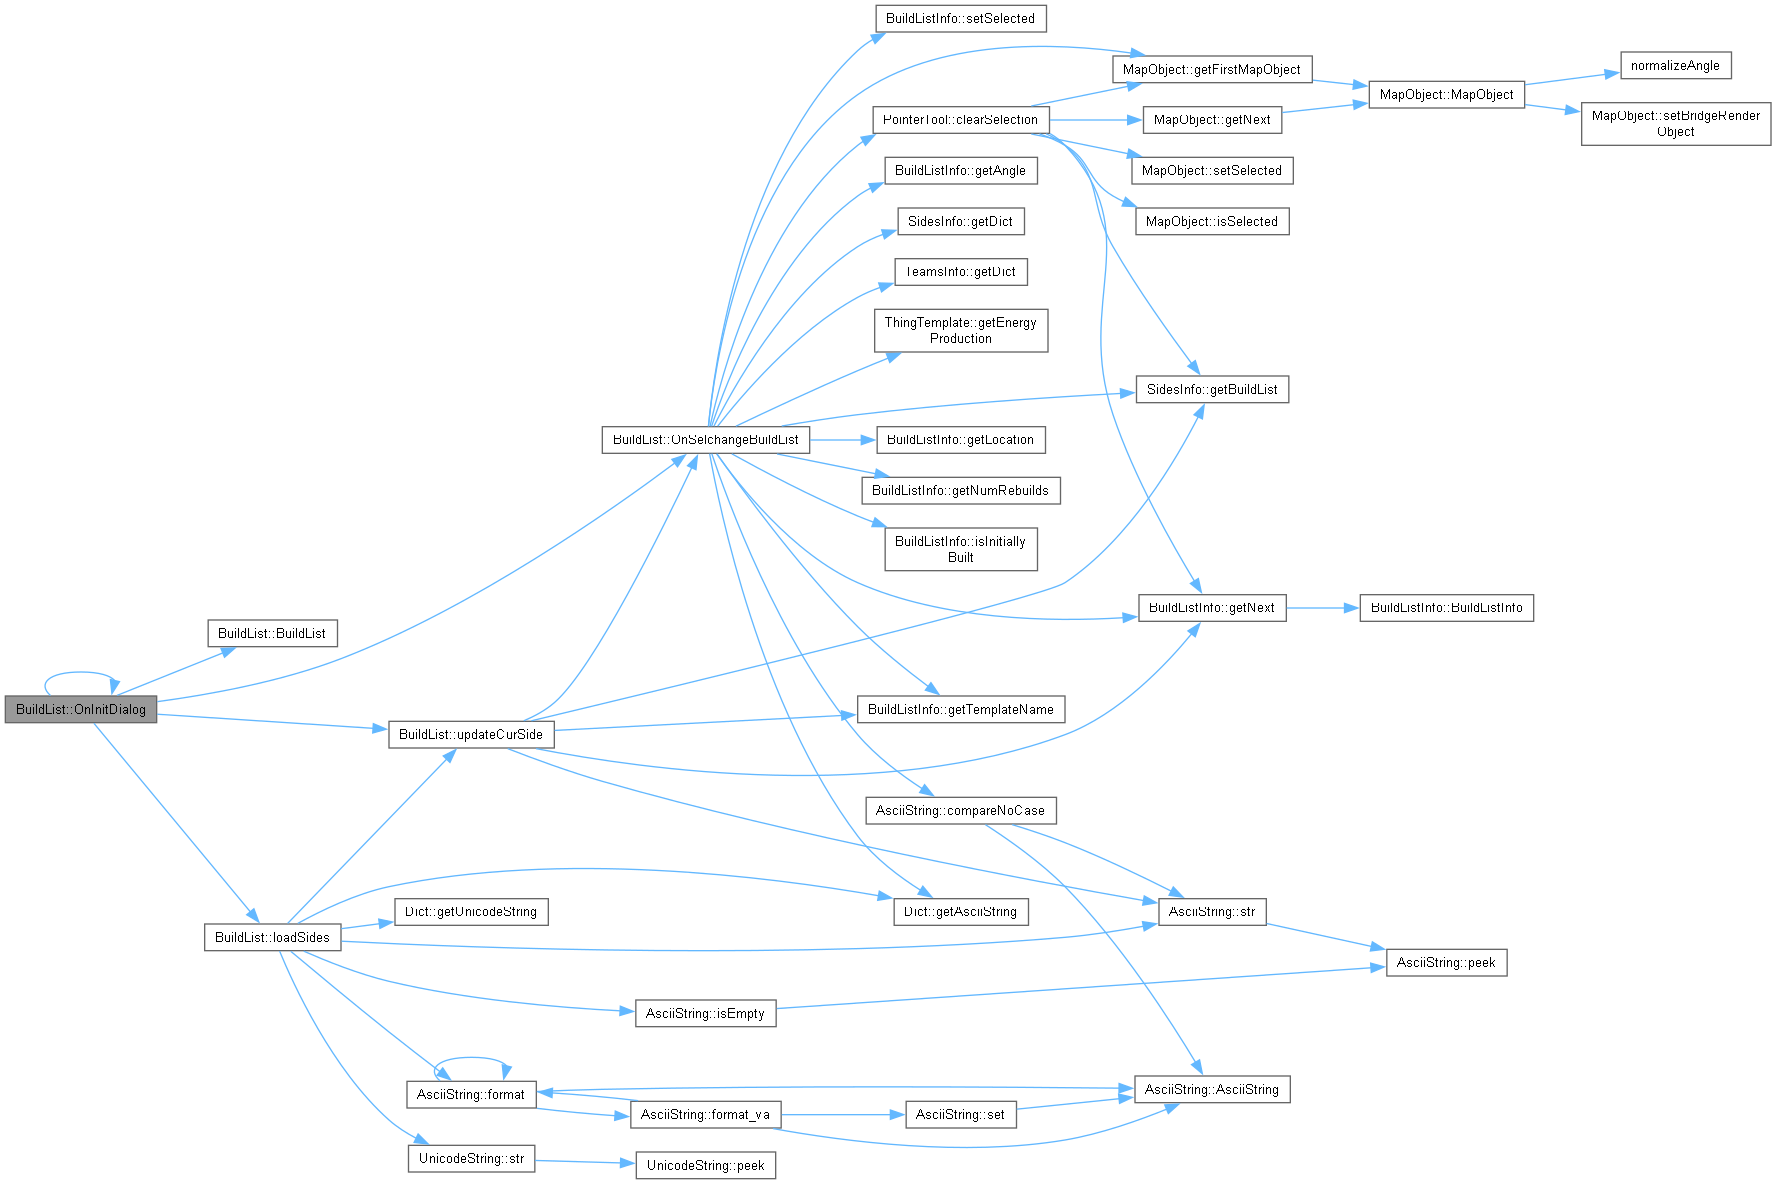 BuildListInfo::setSelected
MapObject::getFirstMapObject
normalizeAngle
MapObject::MapObject
PointerTool::clearSelection
MapObject::getNext
MapObject::setBridgeRender
Object
BuildListInfo::getAngle
MapObject::setSelected
SidesInfo::getDict
MapObject::isSelected
TeamsInfo::getDict
ThingTemplate::getEnergy
Production
SidesInfo::getBuildList
BuildList::OnSelchangeBuildList
BuildListInfo::getLocation
BuildListInfo::getNumRebuilds
BuildListInfo::isInitially
Built
BuildListInfo::getNext
BuildListInfo::BuildListInfo
BuildList::BuildList
BuildList::OnInitDialog
BuildListInfo::getTemplateName
BuildList::updateCurSide
AsciiString::compareNoCase
Dict::getUnicodeString
Dict::getAsciiString
AsciiString::str
BuildList::loadSides
AsciiString::peek
AsciiString::isEmpty
AsciiString::format
AsciiString::AsciiString
AsciiString::format_va
AsciiString::set
UnicodeString::str
UnicodeString::peek